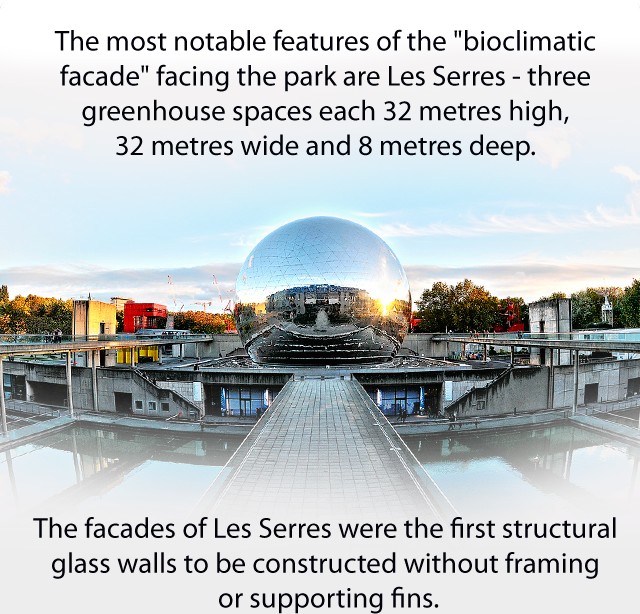 The most notable features of the "bioclimatic
facade" facing the park are Les Serres - three
greenhouse spaces each 32 metres high,
32 metres wide and 8 metres deep.
The facades of Les Serres were the first structural
glass walls to be constructed without framing
or supporting fins.